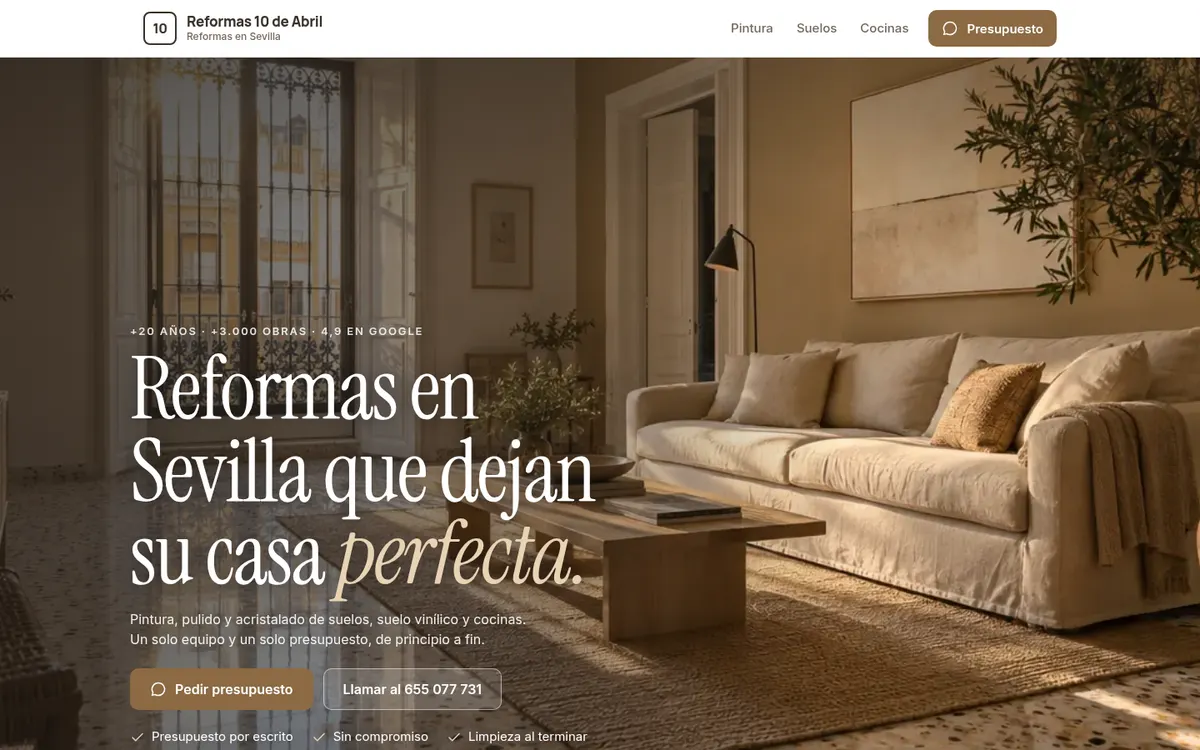 10
Reformas 10 de Abril
Reformas en Sevilla
Pintura
Suelos
Cocinas
Presupuesto
+20 AÑOS · +3.000 OBRAS · 4,9 EN GOOGLE
Reformas en
Sevilla que dejan
su casa perfecta.
Pintura, pulido y acristalado de suelos, suelo vinílico y cocinas.
Un solo equipo y un solo presupuesto, de principio a fin.
Pedir presupuesto
Llamar al 655 077 731
Presupuesto por escrito
Sin compromiso
Limpieza al terminar